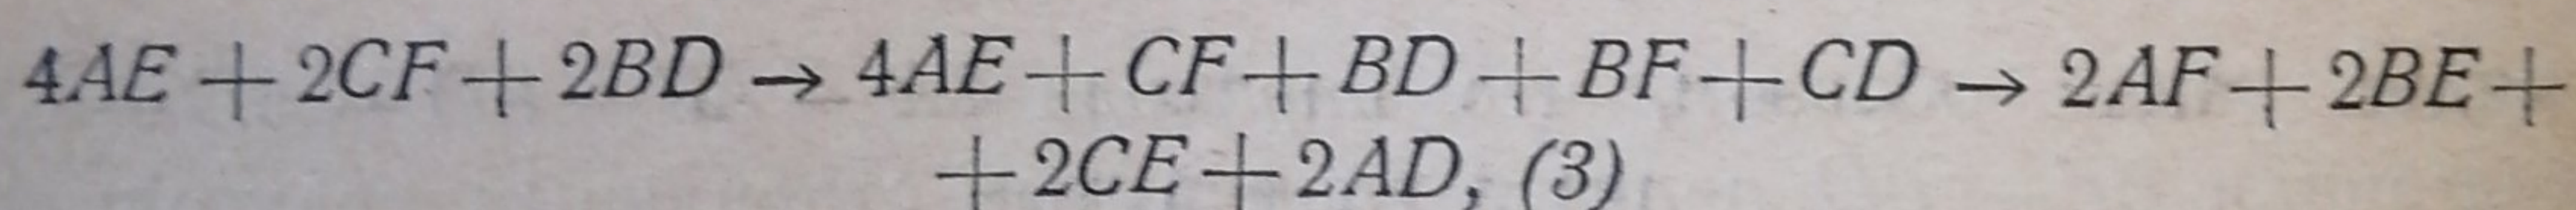 4AE + 2CF + 2BD → 4AE + CF + BD + BF + CD → 2AF + 2BE +
+ 2CE + 2AD, (3)